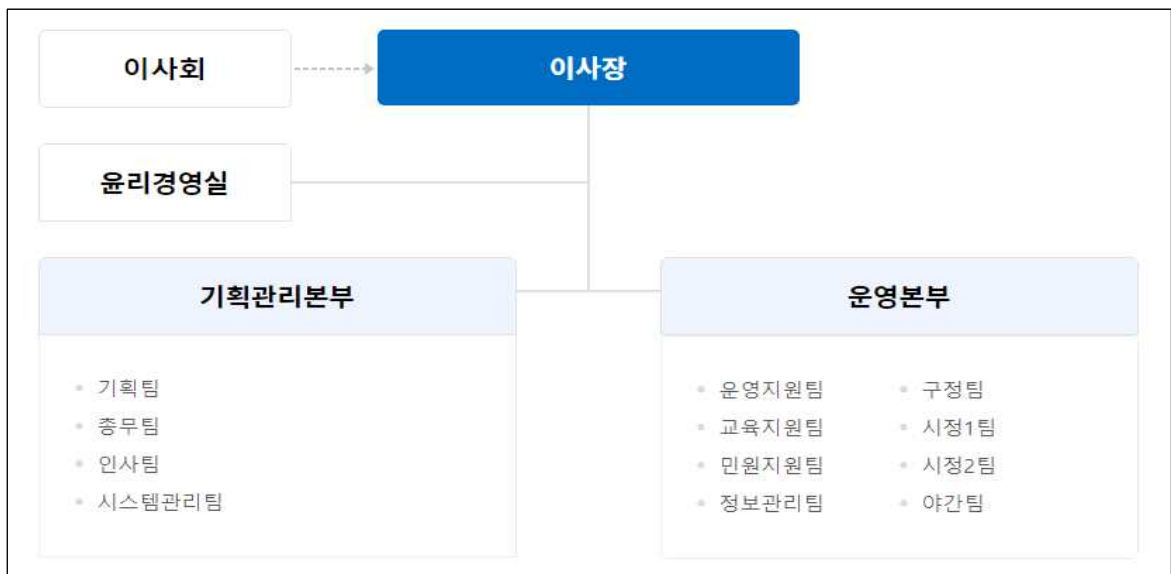 이사회
이사장
윤리경영실
기획관리본부
기획팀
총무팀
인사팀
시스템관리팀
운영본부
운영지원팀
교육지원팀
민원지원팀
정보관리팀
구정팀
시정1팀
시정2팀
야간팀